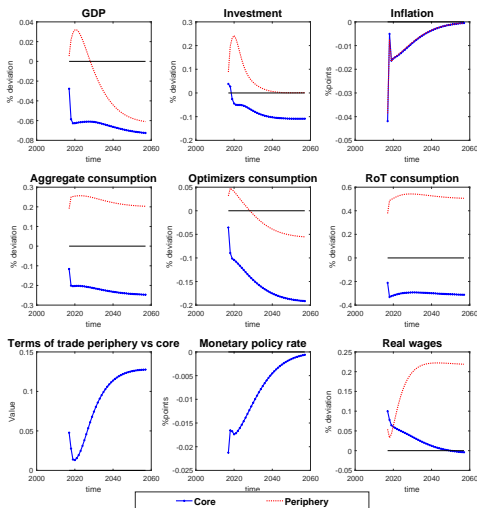 GDP Investment Inflation
0.04 0.3 0
0.02 0.2 -0.01
0 0.1 -0.02
-0.02 0 -0.03
-0.04 -0.1 -0.04
-0.06 -0.2 -0.05
-0.08
% deviation % deviation %points
2000 2020 2040 2060 2000 2020 2040 2060 2000 2020 2040 2060
time time time
Aggregate consumption Optimizers consumption RoT consumption
0.3 0.05 0.6
0.2 0 0.4
0.1 -0.05 0.2
0 -0.1 0
-0.1 -0.15 -0.2
-0.2 -0.2 -0.4
-0.3
% deviation % deviation % deviation
2000 2020 2040 2060 2000 2020 2040 2060 2000 2020 2040 2060
time time time
Terms of trade periphery vs core Monetary policy rate Real wages
0.15 0 0.25
0.1 -0.005 0.2
0.05 -0.01 0.15
0 -0.015 0.1
-0.02 0.05
-0.025 0
-0.05
Value %points % deviation
2000 2020 2040 2060 2000 2020 2040 2060 2000 2020 2040 2060
time time time
Core Periphery